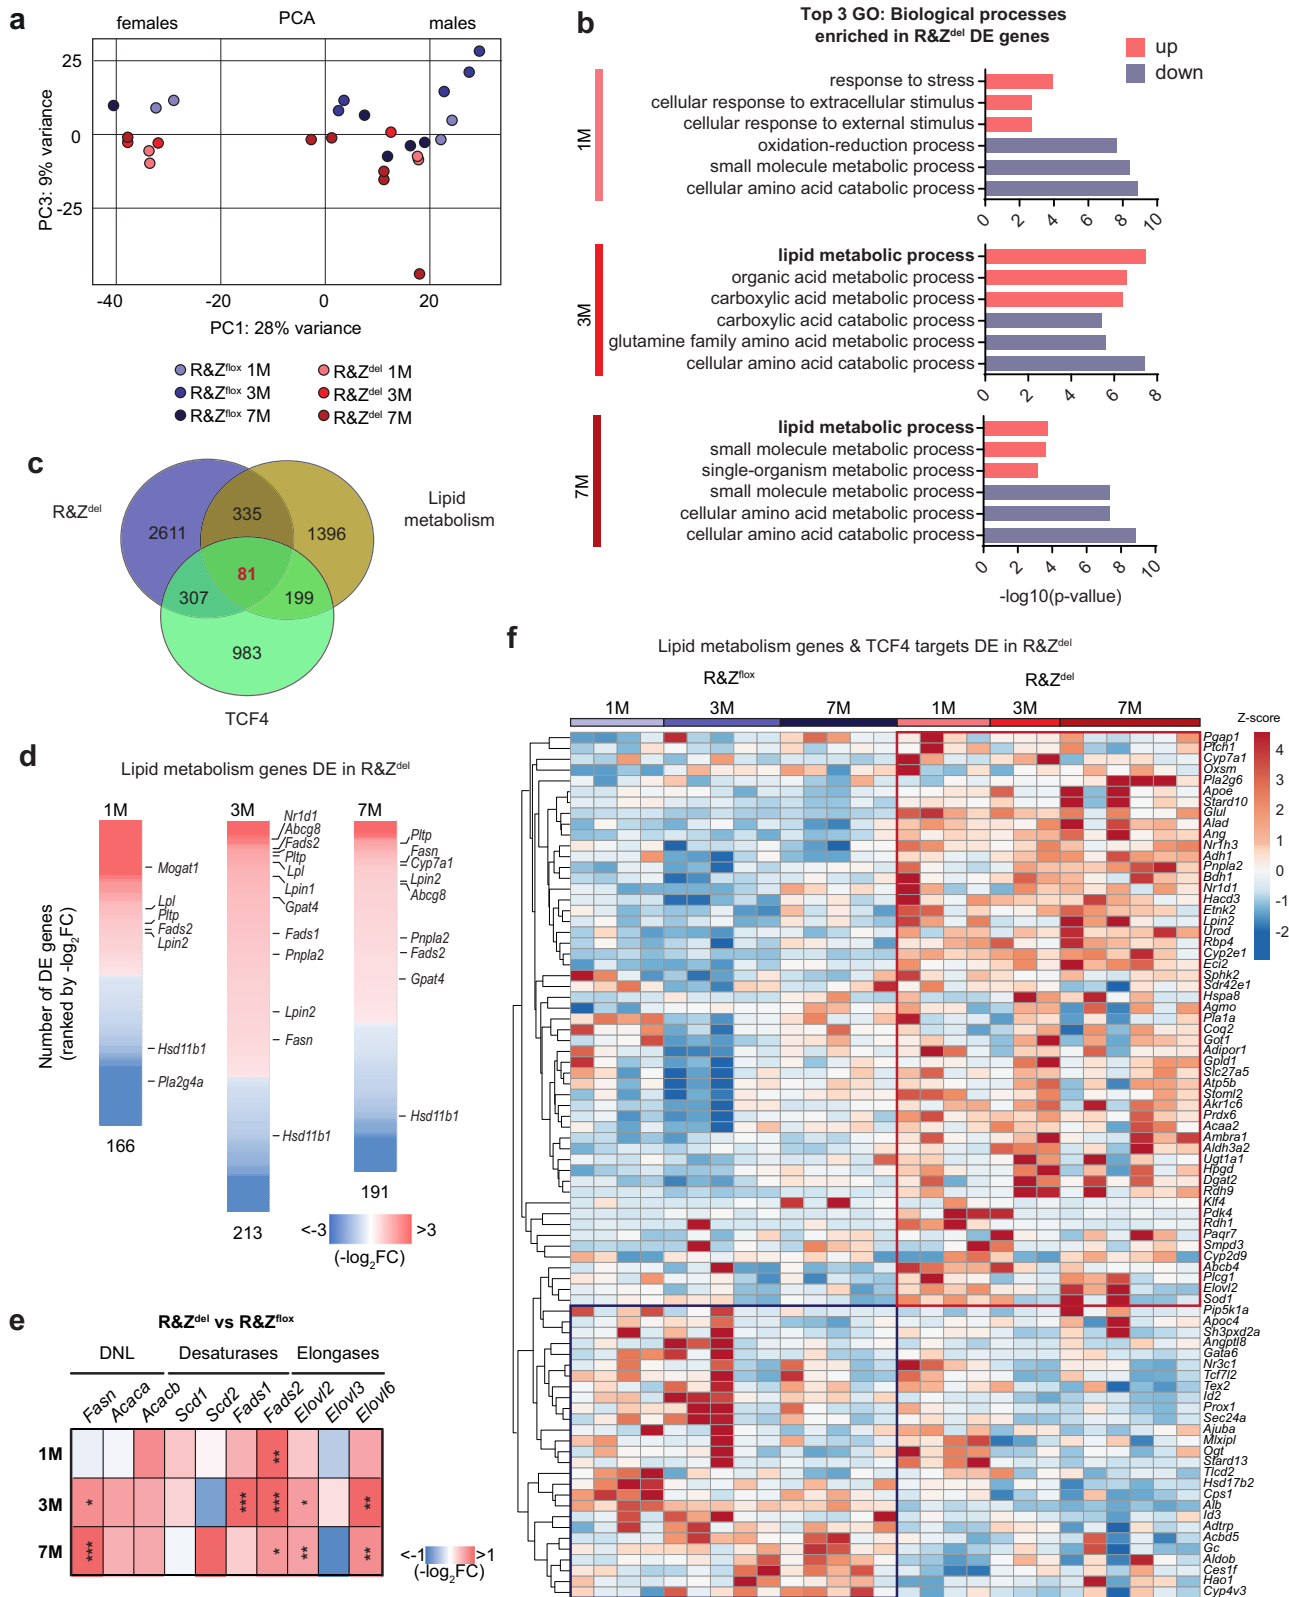 a
females
PCA
males
25
0
-25
PC3: 9% variance
-40
-20
0
20
PC1: 28% variance
R&Zflox 1M
R&Zflox 3M
R&Zflox 7M
R&Zdel 1M
R&Zdel 3M
R&Zdel 7M
b
Top 3 GO: Biological processes
enriched in R&Zdel DE genes
up
down
1M
response to stress
cellular response to extracellular stimulus
cellular response to external stimulus
oxidation-reduction process
small molecule metabolic process
cellular amino acid catabolic process
0 2 4 6 8 10
3M
lipid metabolic process
organic acid metabolic process
carboxylic acid metabolic process
carboxylic acid catabolic process
glutamine family amino acid metabolic process
cellular amino acid catabolic process
0 2 4 6 8
7M
lipid metabolic process
small molecule metabolic process
single-organism metabolic process
small molecule metabolic process
cellular amino acid metabolic process
cellular amino acid catabolic process
0 2 4 6 8 10
-log10(p-vallue)
c
R&Zdel
Lipid
metabolism
2611
335
1396
81
307
199
983
TCF4
d
Lipid metabolism genes DE in R&Zdel
Number of DE genes
(ranked by -log2FC)
1M
Mogat1
Lpl
Pltp
Fads2
Lpin2
Hsd11b1
Pla2g4a
166
3M
Nr1d1
Abcg8
Fads2
Pltp
Lpl
Lpin1
Gpat4
Fads1
Pnpla2
Lpin2
Fasn
Hsd11b1
213
7M
Pltp
Fasn
Cyp7a1
Lpin2
Abcg8
Pnpla2
Fads2
Gpat4
Hsd11b1
191
<-3
>3
(-log2FC)
e
R&Zdel vs R&Zflox
DNL
Desaturases
Elongases
Fasn
Acaca
Acacb
Scd1
Scd2
Fads1
Fads2
Elovl2
Elovl3
Elovl6
1M
**
3M
* *** *** * **
7M
*** * ** **
<-1
>1
(-log2FC)
f
Lipid metabolism genes & TCF4 targets DE in R&Zdel
R&Zflox
R&Zdel
1M 3M 7M 1M 3M 7M
Z-score
4
3
2
1
0
-1
-2
Pgap1
Ptch1
Cyp7a1
Oxsm
Pla2g6
Apoe
Stard10
Glul
Alad
Ang
Nr1h3
Adh1
Pnpla2
Bdh1
Nr1d1
Hacd3
Etnk2
Lpin2
Urod
Rbp4
Cyp2e1
Eci2
Sphk2
Sdr42e1
Hspa8
Agmo
Pla1a
Coq2
Got1
Adipor1
Gpld1
Slc27a5
Atp5b
Stoml2
Akr1c6
Prdx6
Acaa2
Ambra1
Aldh3a2
Ugt1a1
Hpgd
Dgat2
Rdh9
Klf4
Pdk4
Rdh1
Paqr7
Smpd3
Cyp2d9
Abcb4
Plcg1
Elovl2
Sod1
Pip5k1a
Apoc4
Sh3pxd2a
Angptl8
Gata6
Nr3c1
Tcf7l2
Tex2
Id2
Prox1
Sec24a
Ajuba
Mlxipl
Ogt
Stard13
Tlcd2
Hsd17b2
Cps1
Alb
Id3
Adtrp
Acbd5
Gc
Aldob
Ces1f
Hao1
Cyp4v3